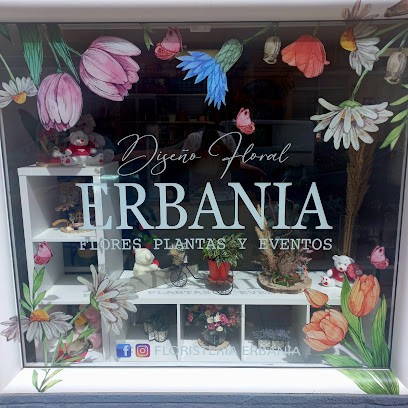 Diseño Floral
ERBANIA
FLORES PLANTAS Y EVENTOS
FLORISTERIA ERBANIA